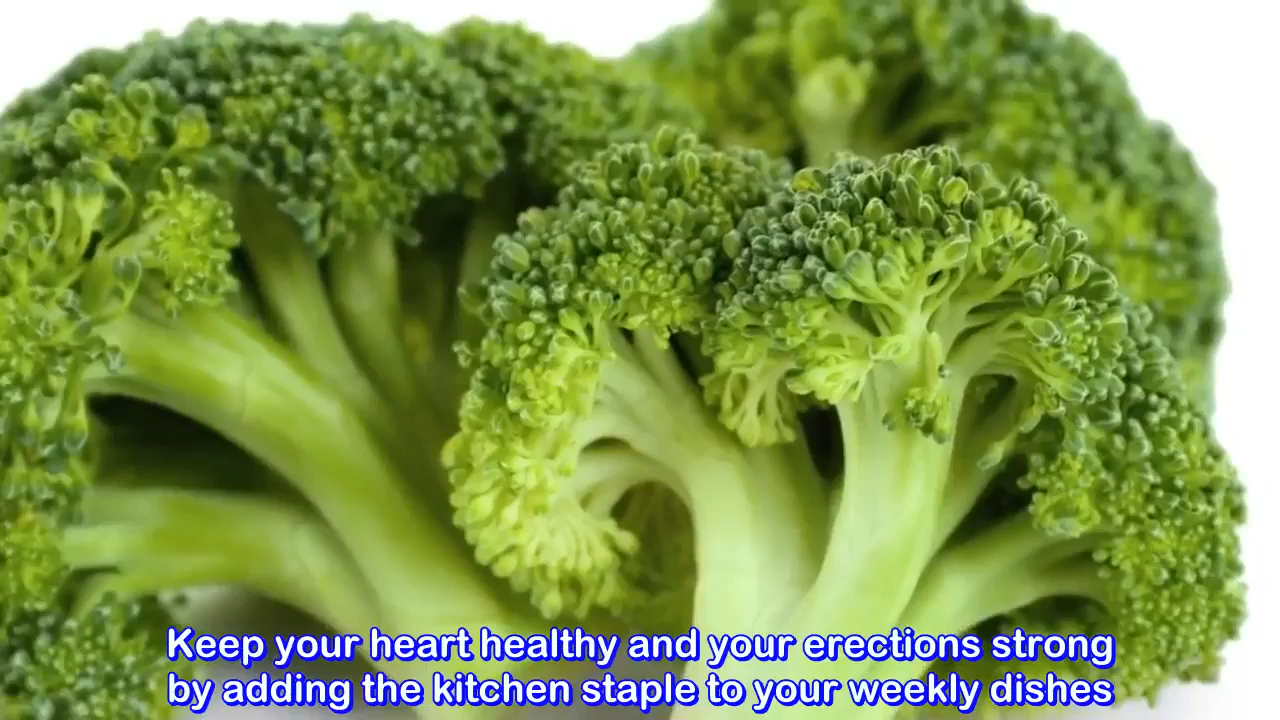 Keep your heart healthy and your erections strong
by adding the kitchen staple to your weekly dishes